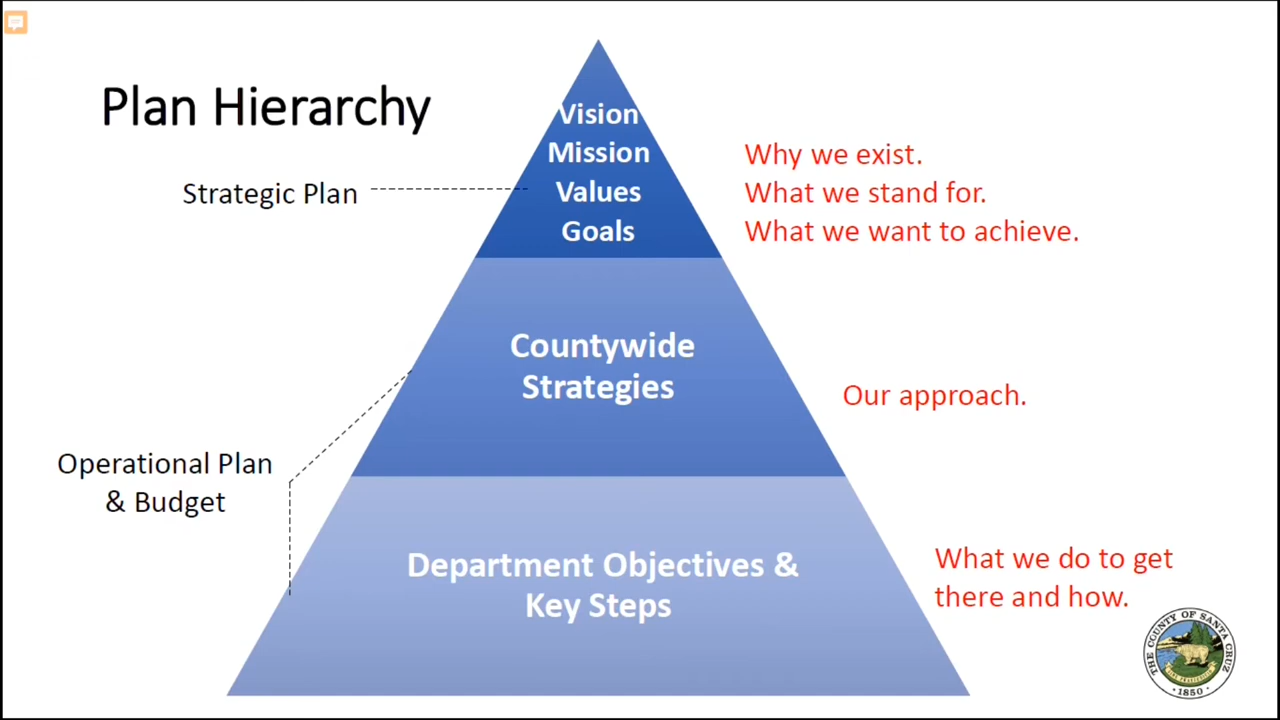 Plan Hierarchy
Strategic Plan
Vision
Mission
Values
Goals
Why we exist.
What we stand for.
What we want to achieve.
Countywide
Strategies
Our approach.
Operational Plan
& Budget
Department Objectives &
Key Steps
What we do to get
there and how.
THE COUNTY OF SANTA CRUZ
· 1850 ·